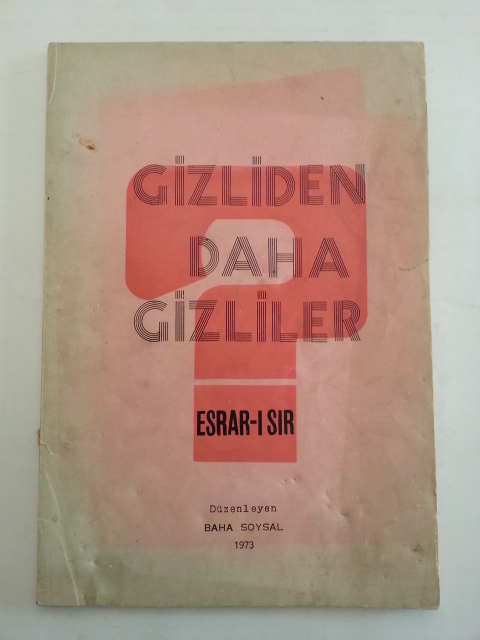 GİZLİDEN
DAHA
GİZLİLER
ESRAR-I SIR
Düzenleyen
BAHA SOYSAL
1973